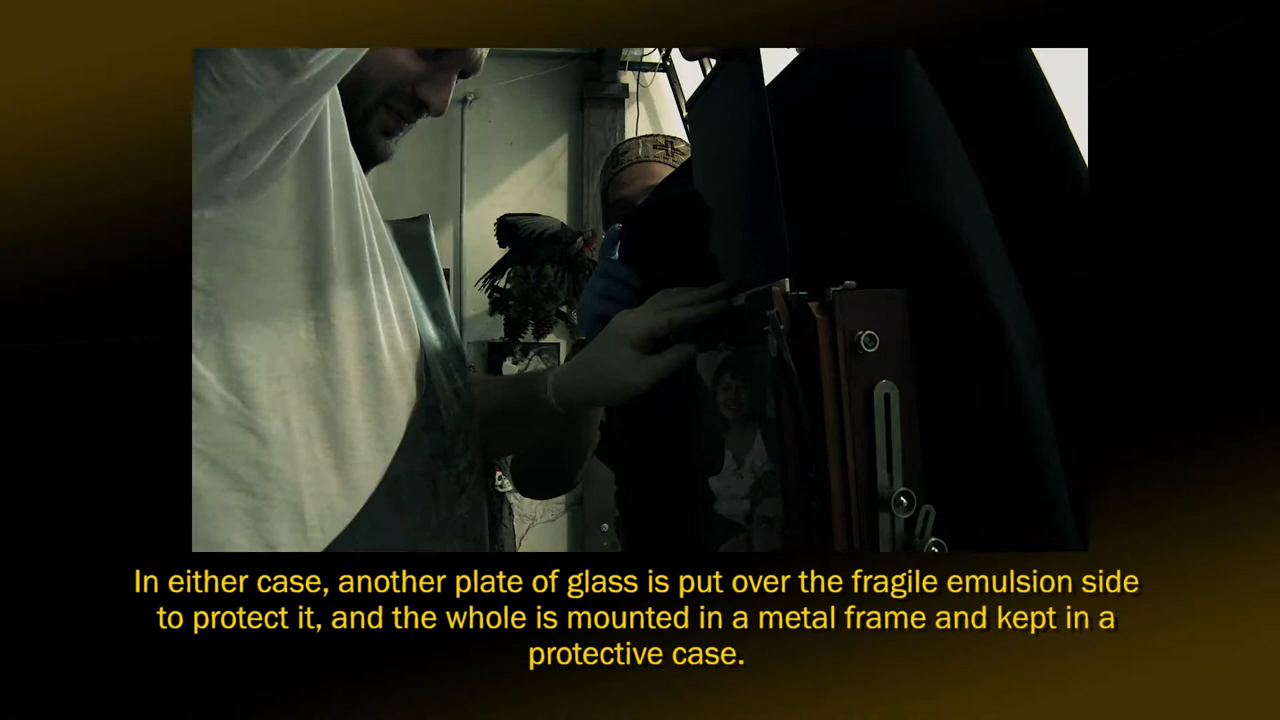 In either case, another plate of glass is put over the fragile emulsion side
to protect it, and the whole is mounted in a metal frame and kept in a
protective case.